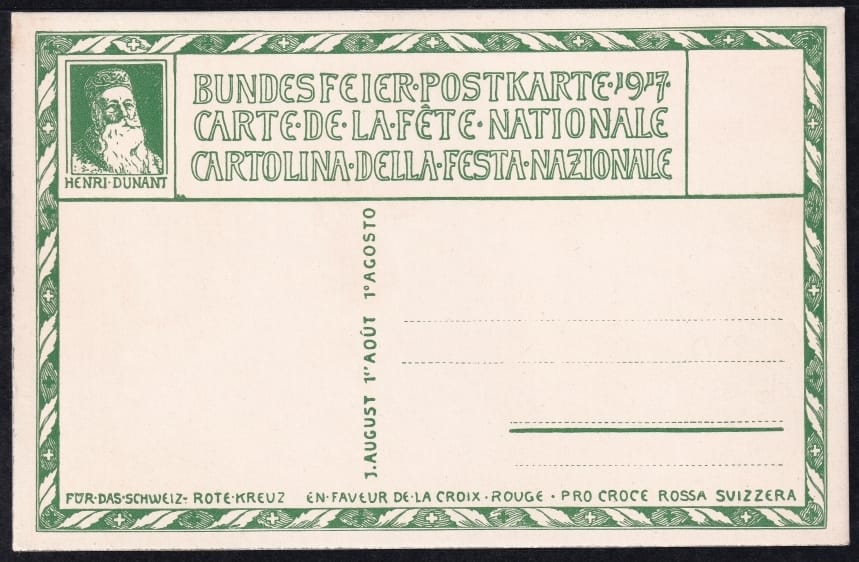 BUNDESFEIER·POSTKARTE·1917·
CARTE·DE·LA·FÊTE·NATIONALE
CARTOLINA·DELLA·FESTA·NAZIONALE
HENRI·DUNANT
1.AUGUST 1er AOÛT 1º AGOSTO
FÜR·DAS·SCHWEIZ- ROTE·KREUZ EN·FAVEUR DE·LA CROIX·ROUGE · PRO CROCE ROSSA SVIZZERA